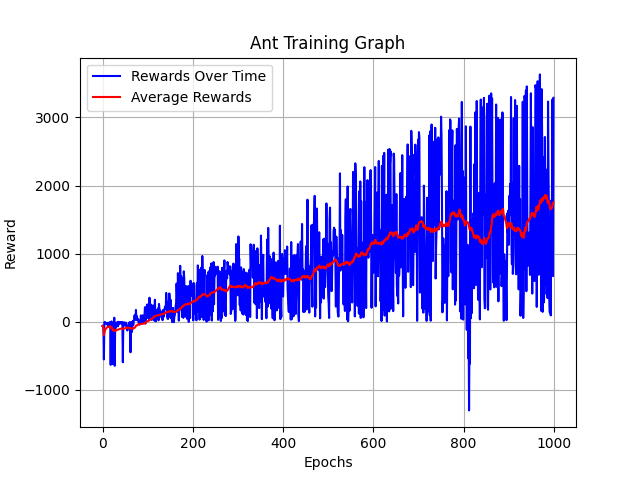 Ant Training Graph
Rewards Over Time
Average Rewards
Reward
3000
2000
1000
0
−1000
0 200 400 600 800 1000
Epochs